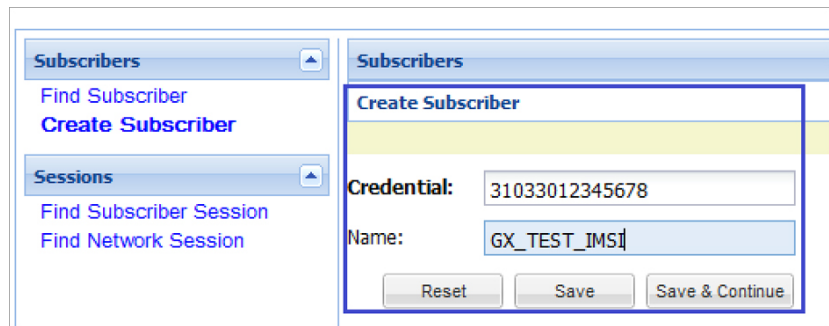 Subscribers
Find Subscriber
Create Subscriber
Sessions
Find Subscriber Session
Find Network Session
Subscribers
Create Subscriber
Credential: 31033012345678
Name: GX_TEST_IMSI
Reset Save Save & Continue